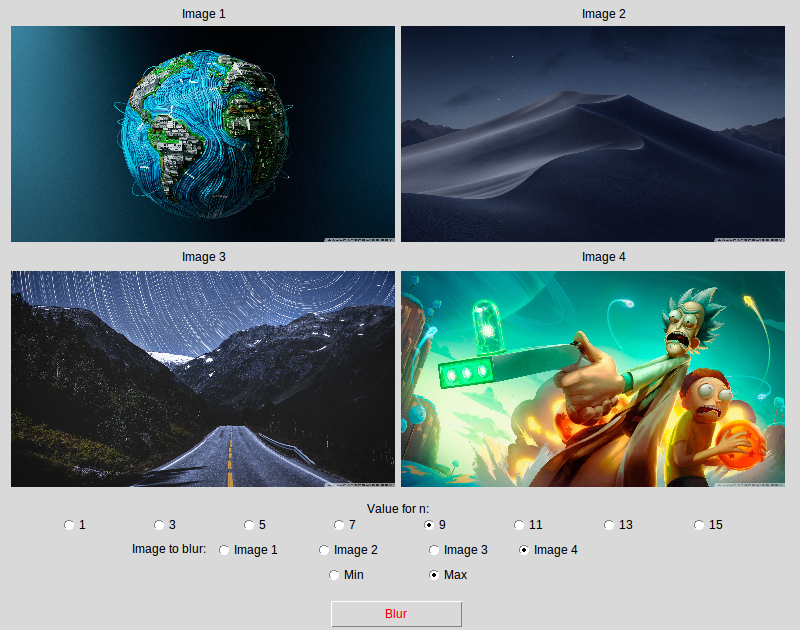 Image 1
Image 2
Image 3
Image 4
Value for n:
1 3 5 7 9 11 13 15
Image to blur: Image 1 Image 2 Image 3 Image 4
Min Max
Blur